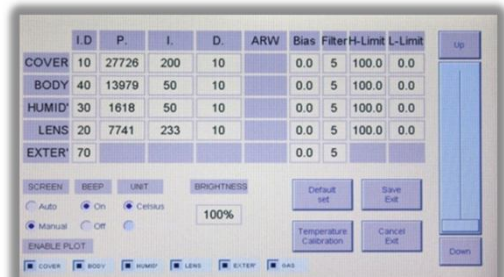 I.D P. I. D. ARW Bias Filter H-Limit L-Limit Up
COVER 10 27726 200 10 0.0 5 100.0 0.0
BODY 40 13979 50 10 0.0 5 100.0 0.0
HUMID' 30 1618 50 10 0.0 5 100.0 0.0
LENS 20 7741 233 10 0.0 5 100.0 0.0
EXTER' 70 0.0 5
SCREEN BEEP UNIT BRIGHTNESS Default set Save Exit
Auto On Celsius 100%
Manual Off Temperature Calibration Cancel Exit
ENABLE PLOT Down
COVER BODY HUMID' LENS EXTER' GAS